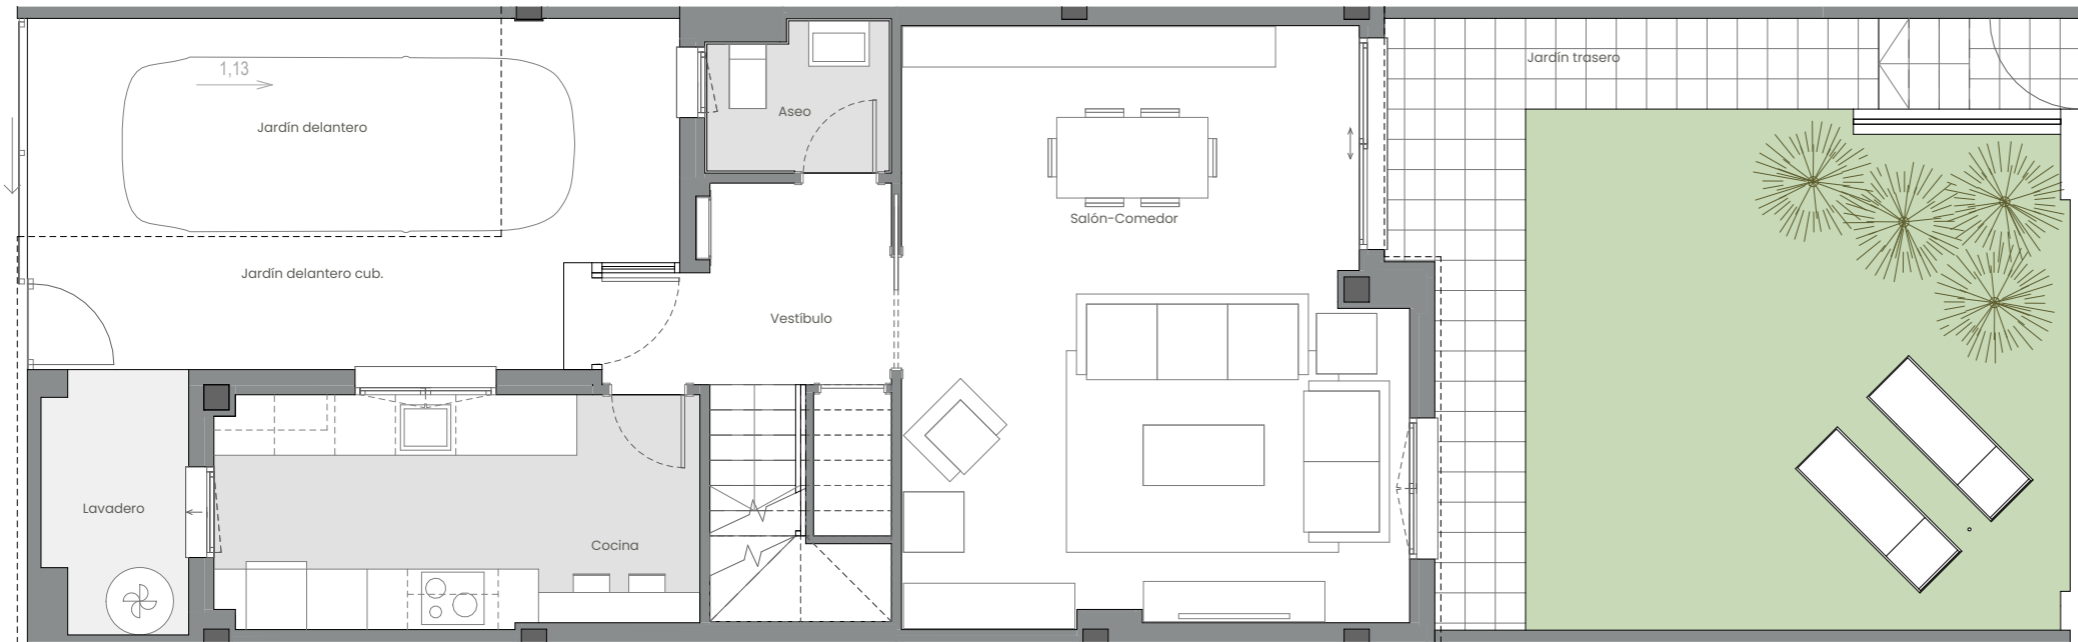 1,13
Jardín delantero
Jardín delantero cub.
Aseo
Vestíbulo
Salón-Comedor
Jardín trasero
Lavadero
Cocina